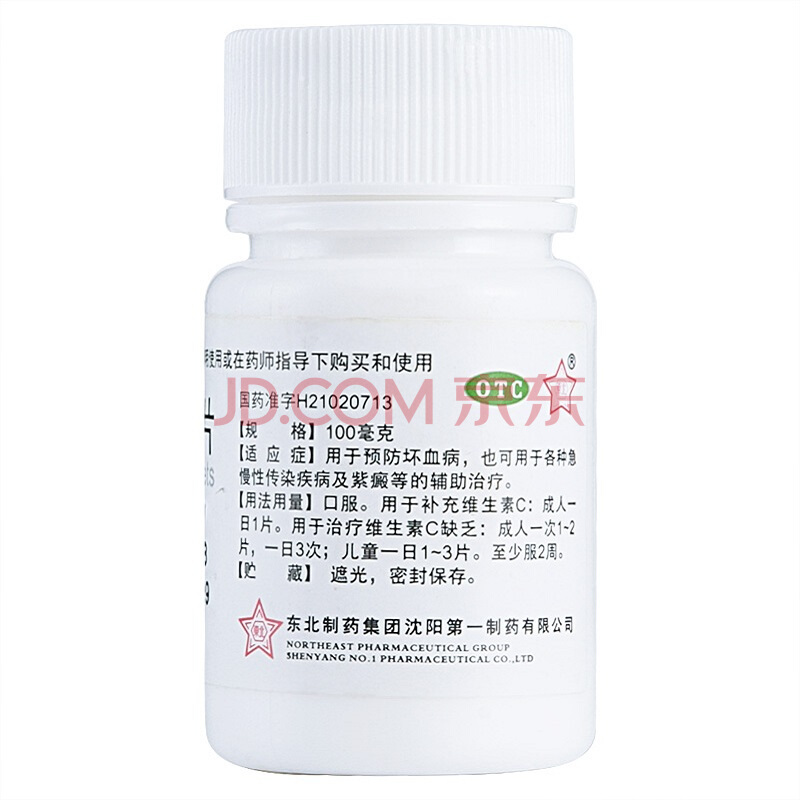 使用或在药师指导下购买和使用
OTC
®
国药准字H21020713
【规 格】100毫克
片
【适 应 症】用于预防坏血病，也可用于各种急
慢性传染疾病及紫癜等的辅助治疗。
ets
【用法用量】口服。用于补充维生素C：成人一
日1片。用于治疗维生素C缺乏：成人一次1~2
片，一日3次；儿童一日1~3片。至少服2周。
3
【贮 藏】遮光，密封保存。
9
东北制药集团沈阳第一制药有限公司
NORTHEAST PHARMACEUTICAL GROUP
SHENYANG NO.1 PHARMACEUTICAL CO.,LTD
JD.COM 京东